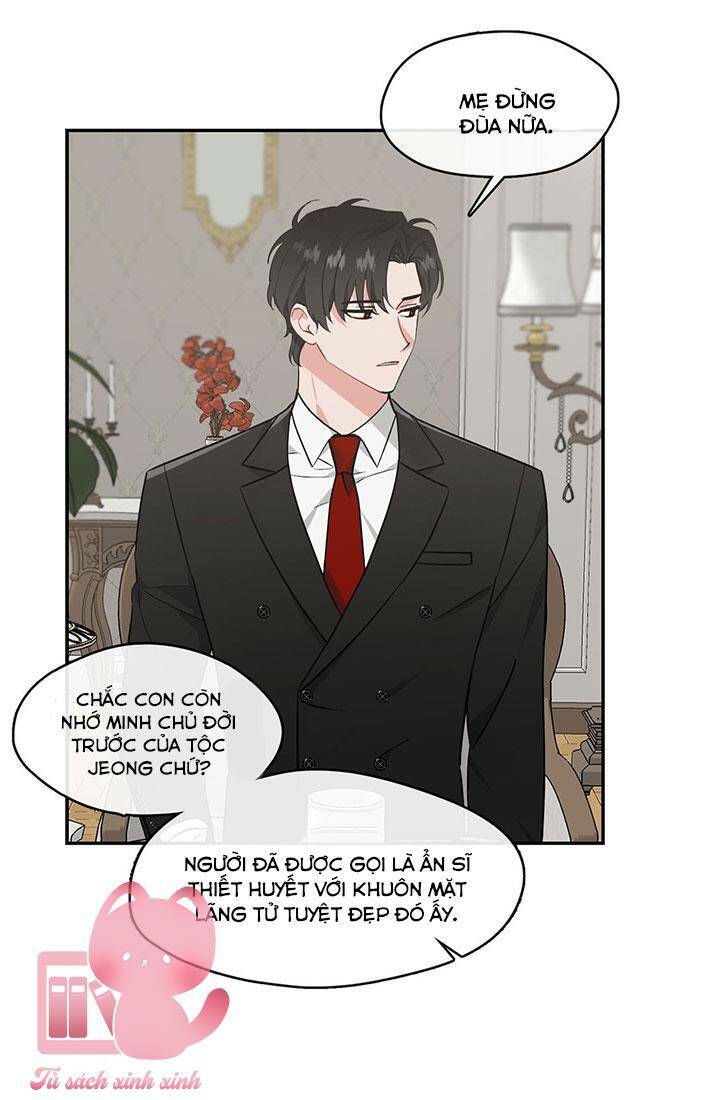 MẸ ĐỪNG
ĐÙA NỮA.
CHẮC CON CÒN
NHỚ MINH CHỦ ĐỜI
TRƯỚC CỦA TỘC
JEONG CHỨ?
NGƯỜI ĐÃ ĐƯỢC GỌI LÀ ẨN SĨ
THIẾT HUYẾT VỚI KHUÔN MẶT
LÃNG TỬ TUYỆT ĐẸP ĐÓ ẤY.
Tủ sách xinh xinh